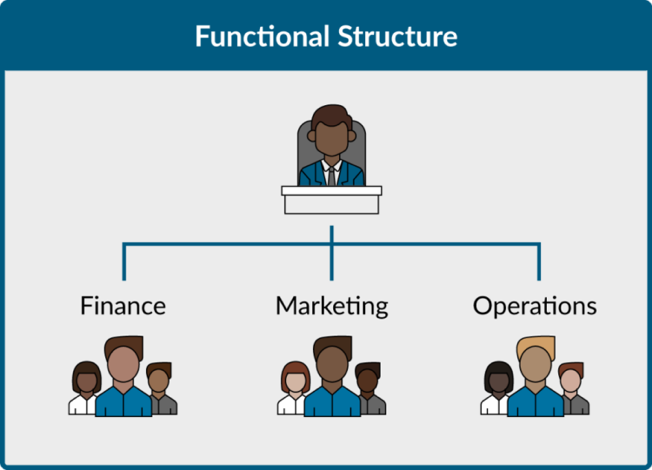 Functional Structure
Finance
Marketing
Operations